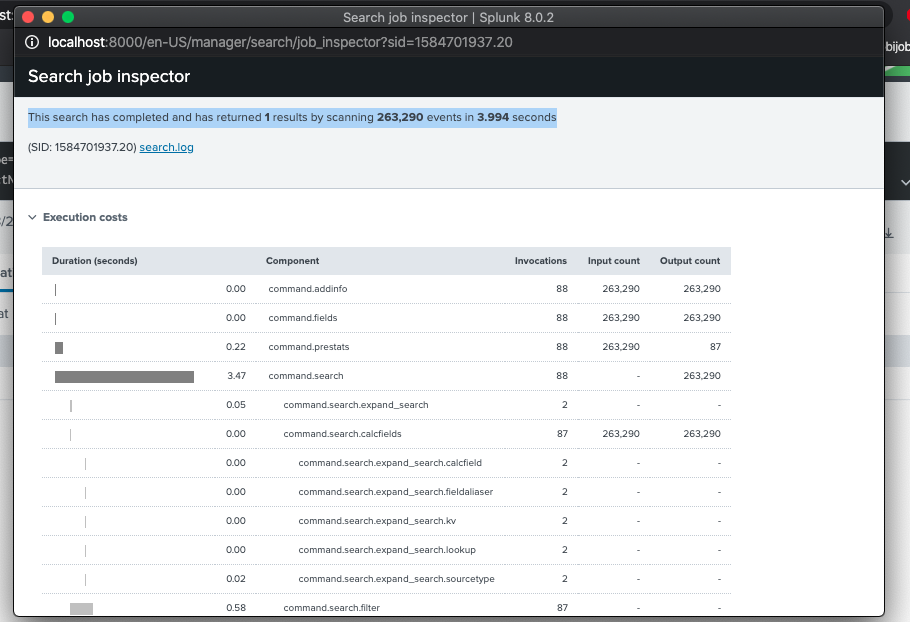 st:
Search job inspector | Splunk 8.0.2
localhost:8000/en-US/manager/search/job_inspector?sid=1584701937.20
bijob
Search job inspector
This search has completed and has returned 1 results by scanning 263,290 events in 3.994 seconds
(SID: 1584701937.20) search.log
pe=
ctN
8/2
at
at
Execution costs
Duration (seconds) Component Invocations Input count Output count
0.00 command.addinfo 88 263,290 263,290
0.00 command.fields 88 263,290 263,290
0.22 command.prestats 88 263,290 87
3.47 command.search 88 - 263,290
0.05 command.search.expand_search 2 - -
0.00 command.search.calcfields 87 263,290 263,290
0.00 command.search.expand_search.calcfield 2 - -
0.00 command.search.expand_search.fieldaliaser 2 - -
0.00 command.search.expand_search.kv 2 - -
0.00 command.search.expand_search.lookup 2 - -
0.02 command.search.expand_search.sourcetype 2 - -
0.58 command.search.filter 87 - -